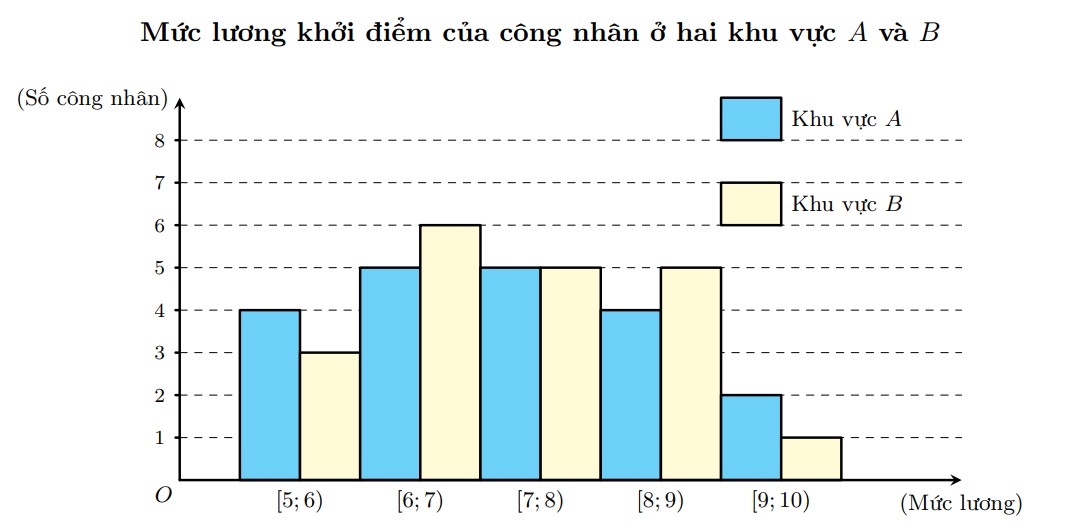 Mức lương khởi điểm của công nhân ở hai khu vực A và B
(Số công nhân)
Khu vực A
Khu vực B
8
7
6
5
4
3
2
1
O
[5; 6)
[6; 7)
[7; 8)
[8; 9)
[9; 10)
(Mức lương)